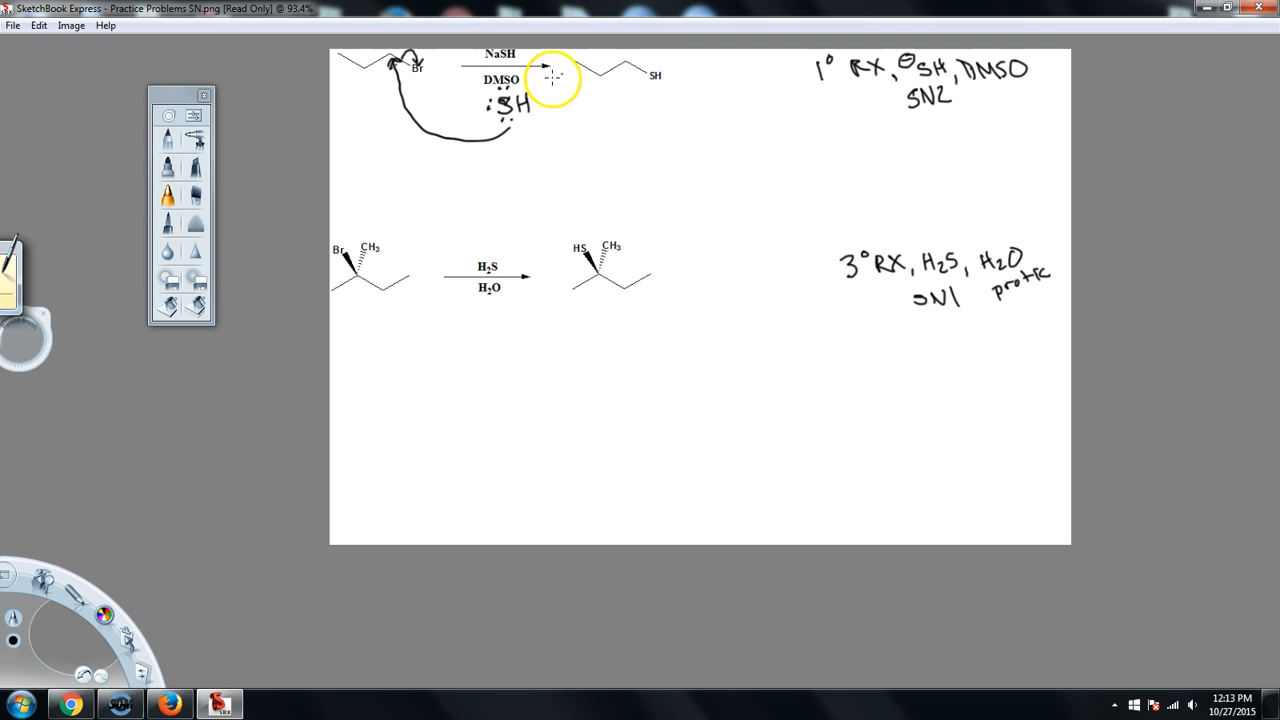 SketchBook Express - Practice Problems SN.png [Read Only] @ 93.4%
File Edit Image Help
Br
NaSH
DMSO
SH
SH
1° RX, ⊖SH, DMSO
SN2
Br CH3
H2S
H2O
HS CH3
3° RX, H2S, H2O
SN1 protic
12:13 PM
10/27/2015